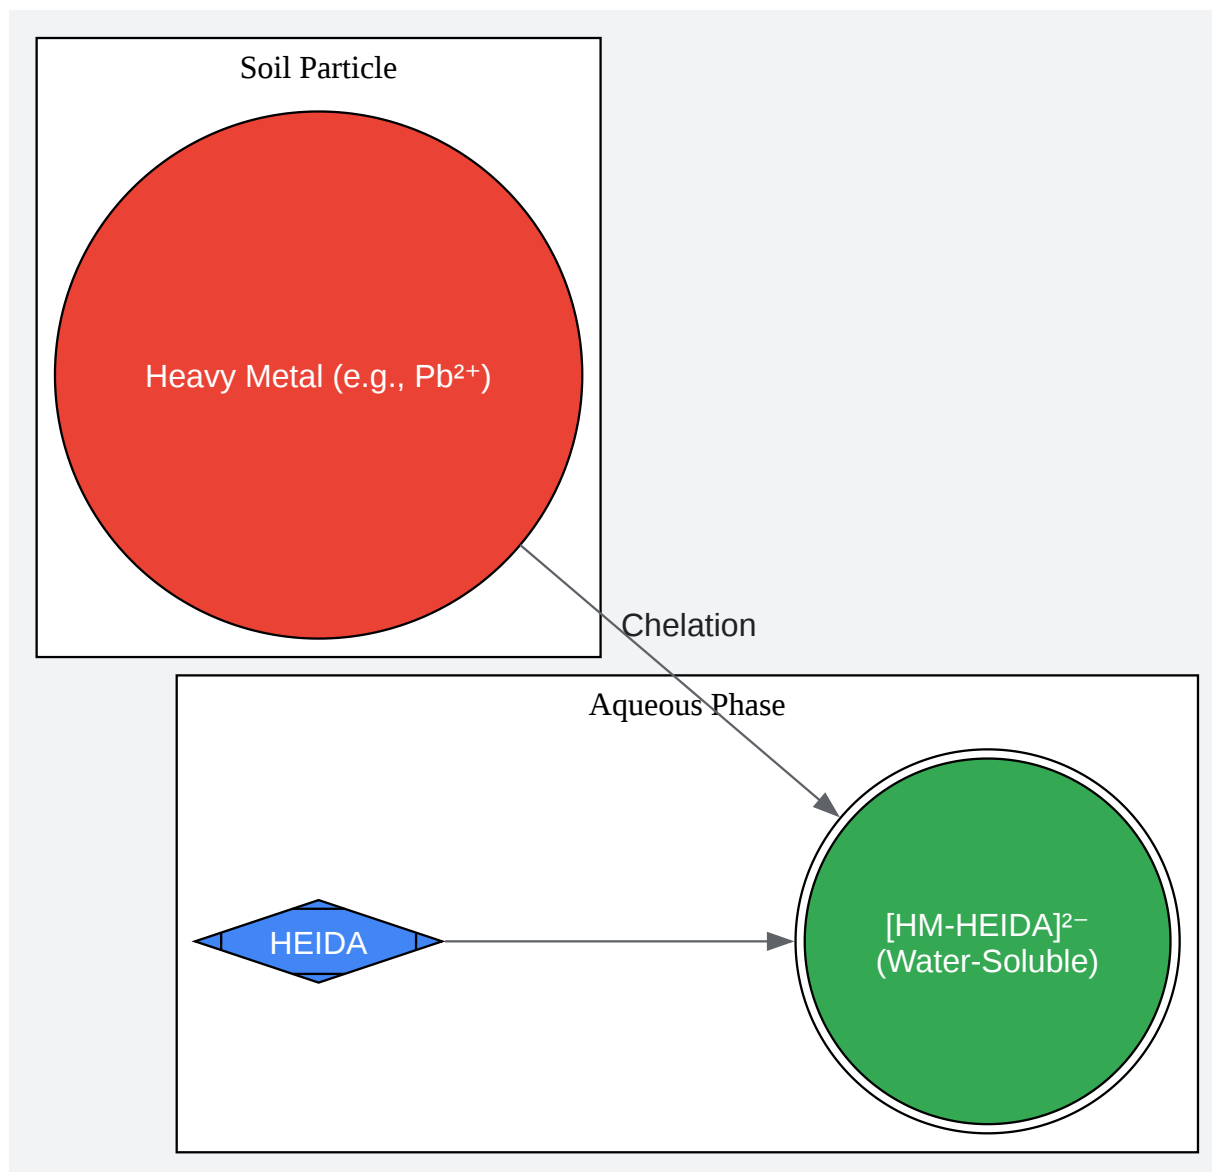 Soil Particle
Heavy Metal (e.g., Pb²⁺)
Chelation
Aqueous Phase
HEIDA
[HM-HEIDA]²⁻
(Water-Soluble)